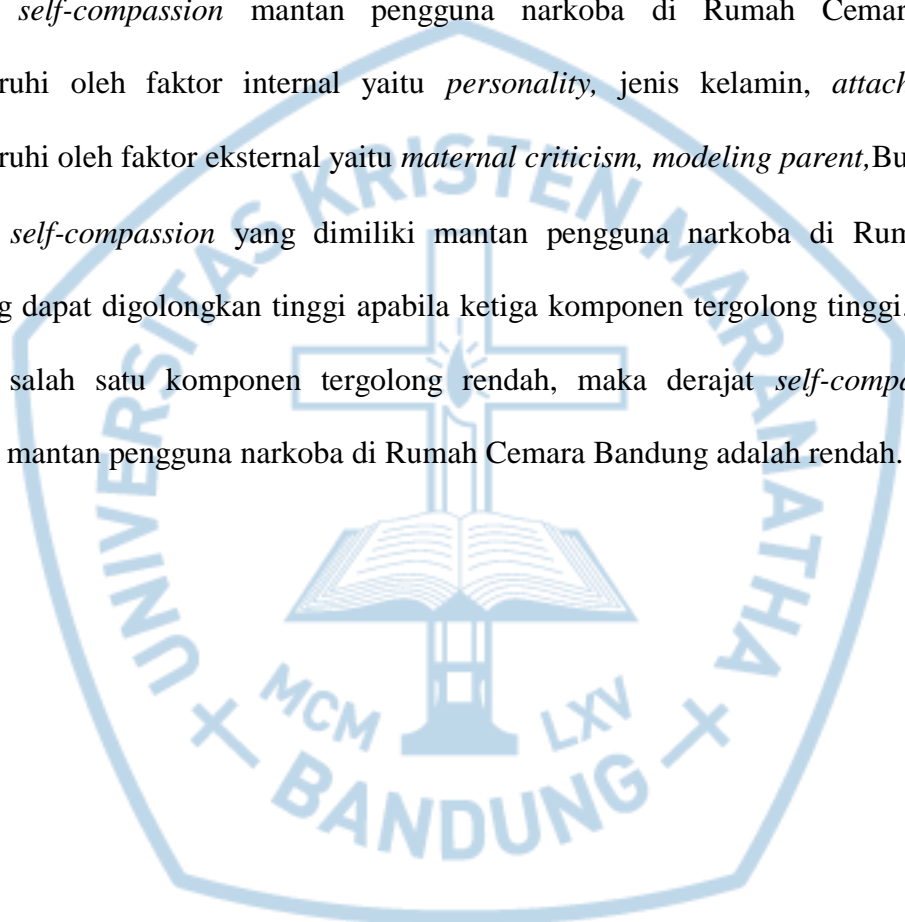 self-compassion mantan pengguna narkoba di Rumah Cemar
ruhi oleh faktor internal yaitu personality, jenis kelamin, attach
ruhi oleh faktor eksternal yaitu maternal criticism, modeling parent,Bu
self-compassion yang dimiliki mantan pengguna narkoba di Rum
g dapat digolongkan tinggi apabila ketiga komponen tergolong tinggi.
salah satu komponen tergolong rendah, maka derajat self-compa
mantan pengguna narkoba di Rumah Cemara Bandung adalah rendah.
UNIVERSITAS KRISTEN MARANATHA
MCM LXV
BANDUNG